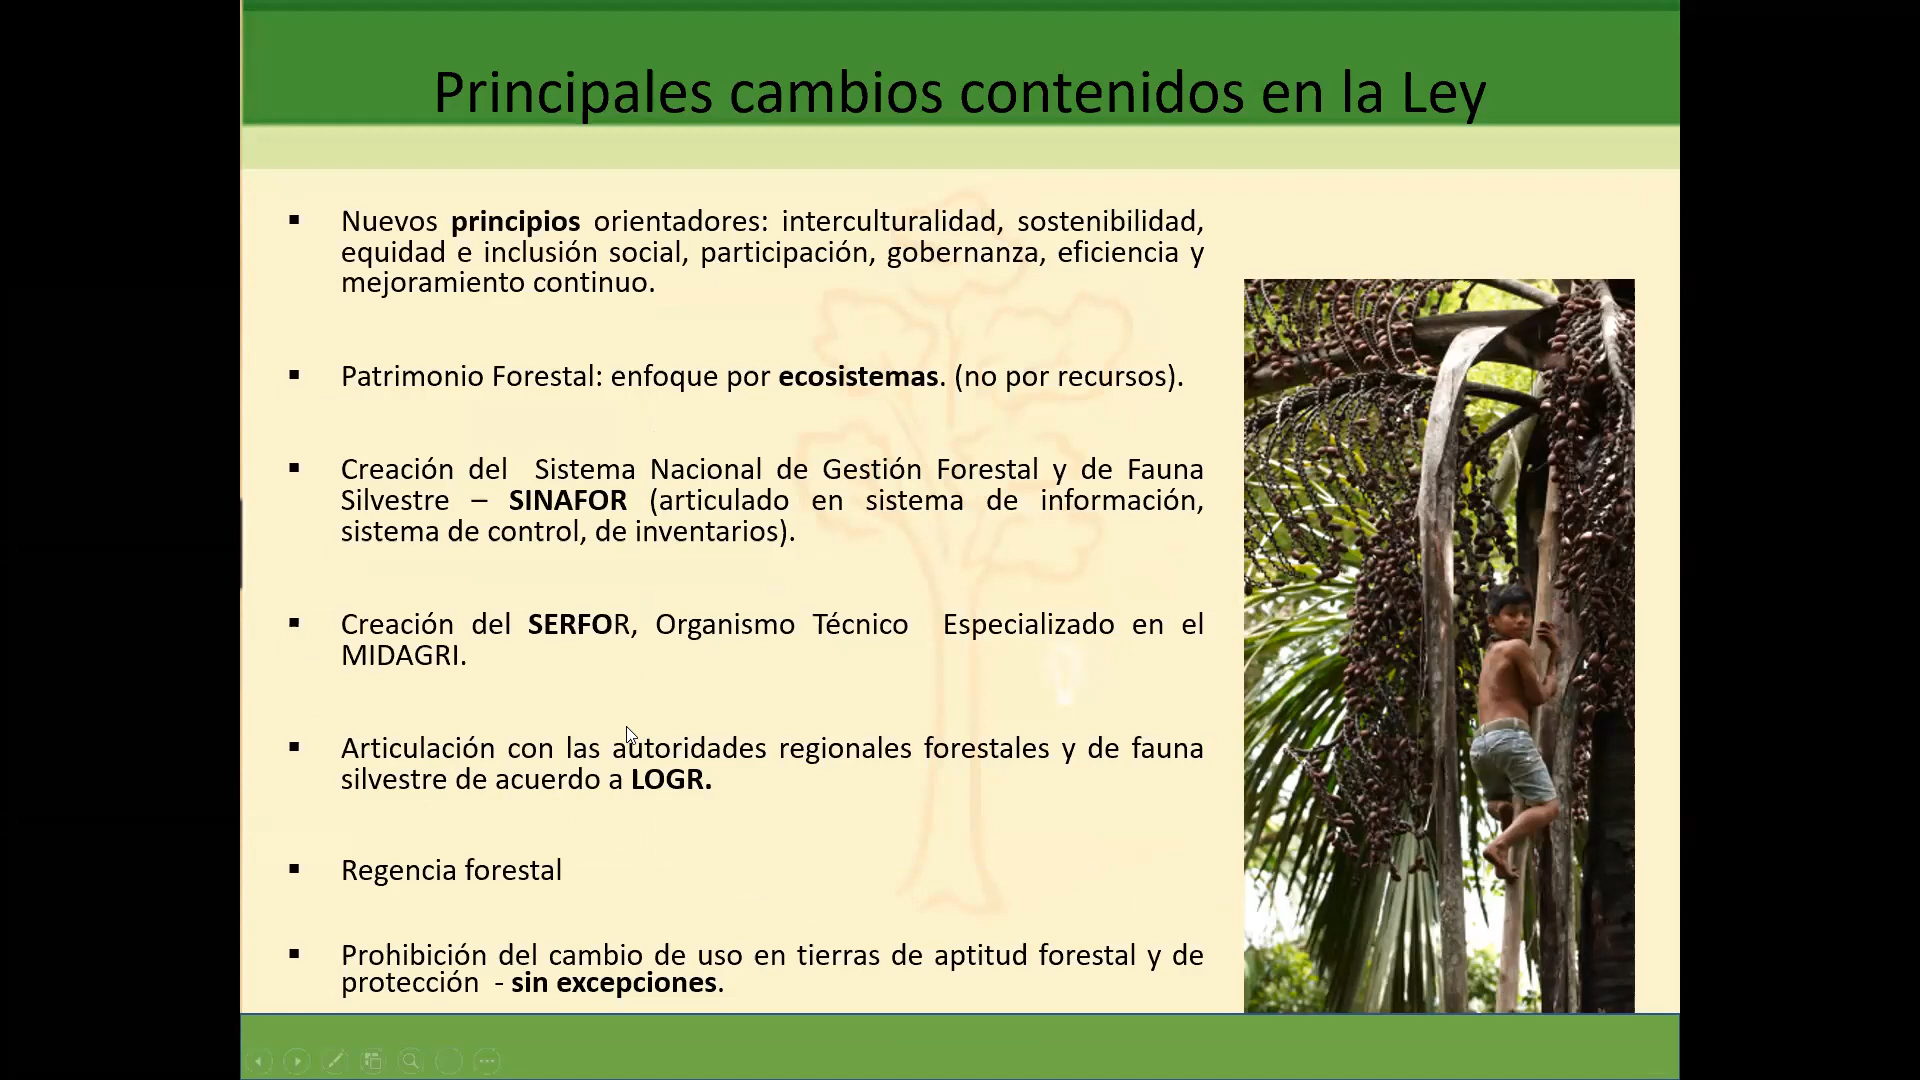 Principales cambios contenidos en la Ley
▪ Nuevos principios orientadores: interculturalidad, sostenibilidad,
equidad e inclusión social, participación, gobernanza, eficiencia y
mejoramiento continuo.
▪ Patrimonio Forestal: enfoque por ecosistemas. (no por recursos).
▪ Creación del Sistema Nacional de Gestión Forestal y de Fauna
Silvestre – SINAFOR (articulado en sistema de información,
sistema de control, de inventarios).
▪ Creación del SERFOR, Organismo Técnico Especializado en el
MIDAGRI.
▪ Articulación con las autoridades regionales forestales y de fauna
silvestre de acuerdo a LOGR.
▪ Regencia forestal
▪ Prohibición del cambio de uso en tierras de aptitud forestal y de
protección - sin excepciones.